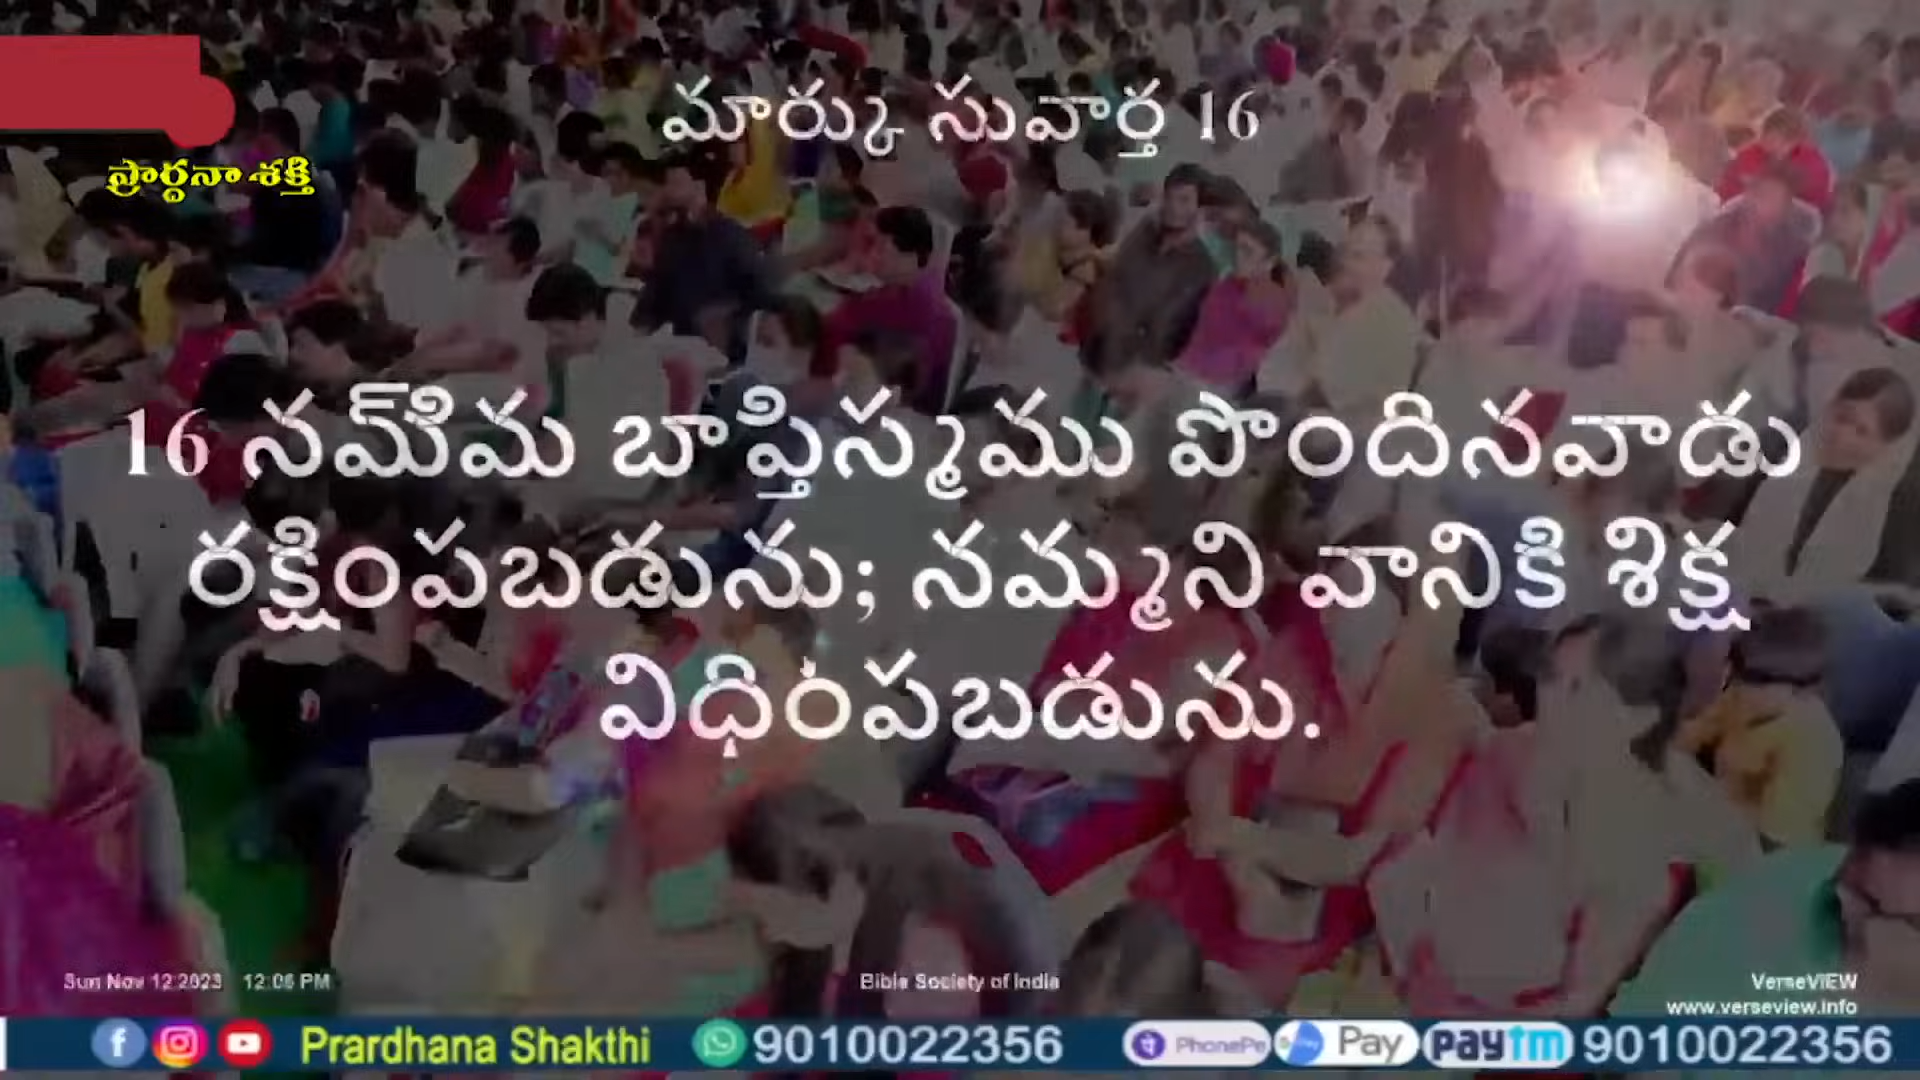 మార్కు సువార్త 16
ప్రార్ధనా శక్తి
16 నమ్మి బాప్తిస్మము పొందినవాడు
రక్షింపబడును; నమ్మని వానికి శిక్ష
విధింపబడును.
Sun Nov 12 2023 12:06 PM
Bible Society of India
VerseVIEW
www.verseview.info
Prardhana Shakthi 9010022356 PhonePe Pay paytm 9010022356